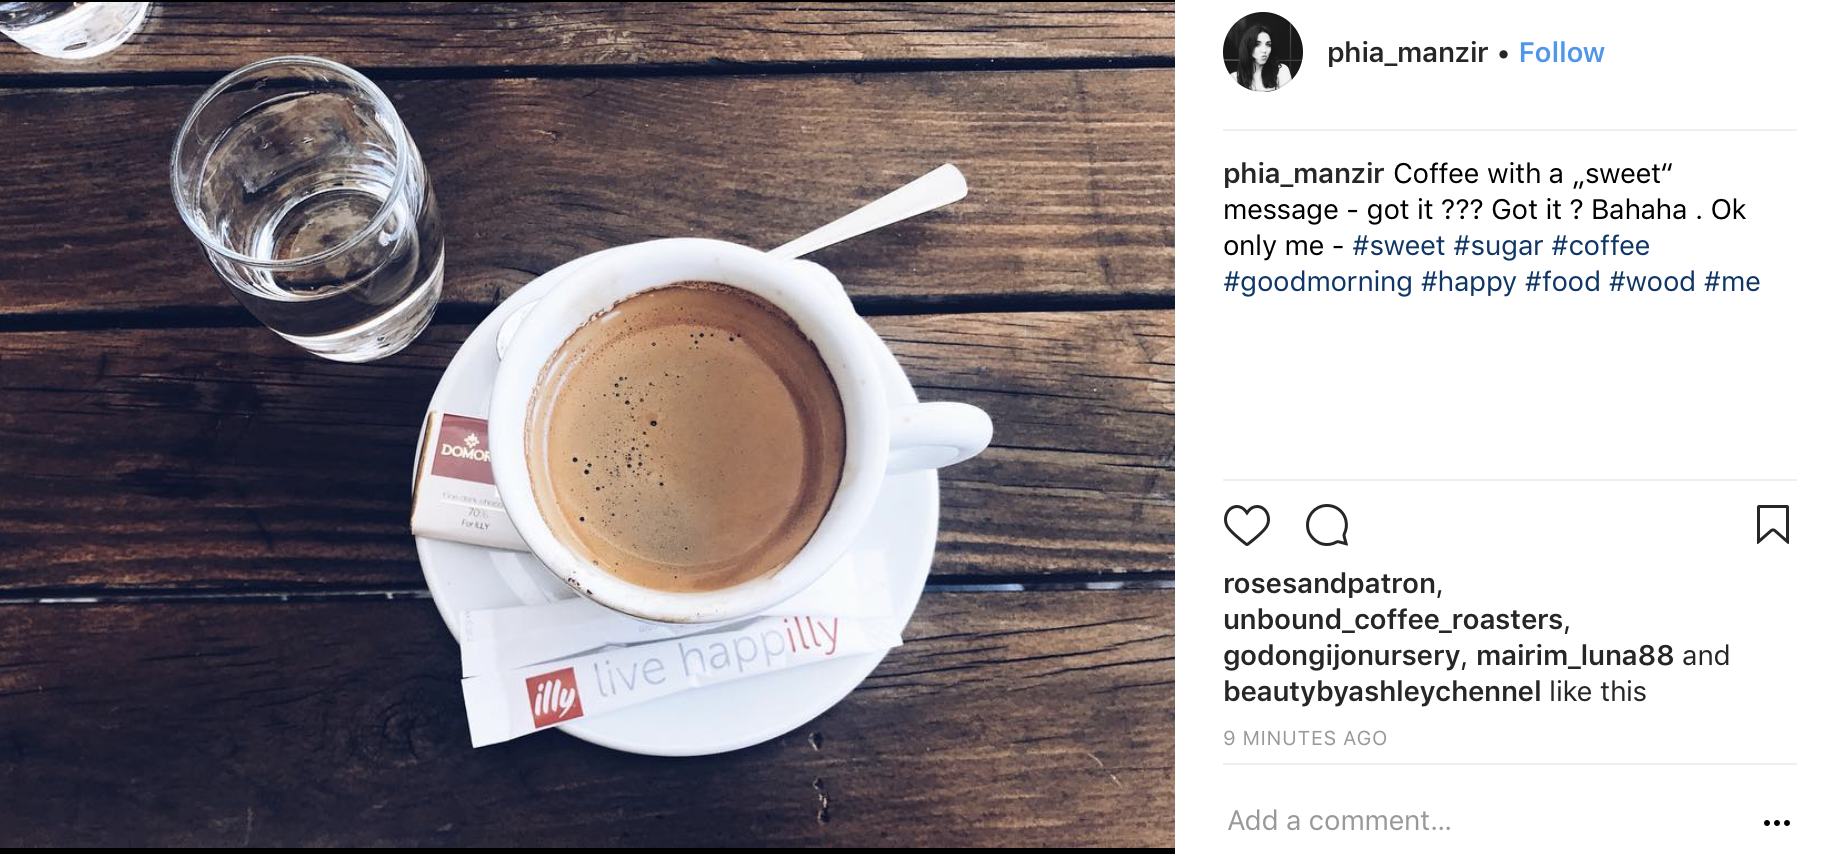 DOMOR
70%
For ILLY
live happilly
illy
phia_manzir • Follow
phia_manzir Coffee with a „sweet“
message - got it ??? Got it ? Bahaha . Ok
only me - #sweet #sugar #coffee
#goodmorning #happy #food #wood #me
rosesandpatron,
unbound_coffee_roasters,
godongijonursery, mairim_luna88 and
beautybyashleychennel like this
9 MINUTES AGO
Add a comment...